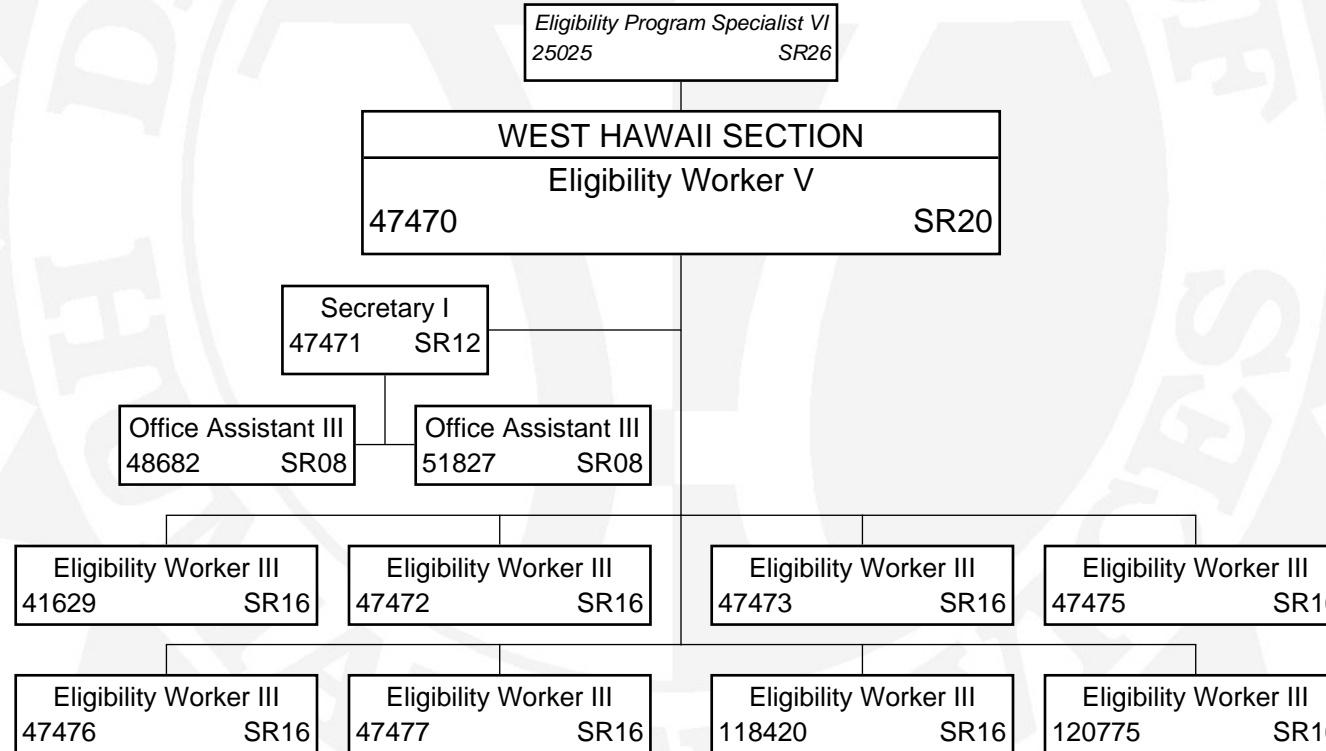 Eligibility Program Specialist VI
25025 SR26
WEST HAWAII SECTION
Eligibility Worker V
47470 SR20
Secretary I
47471 SR12
Office Assistant III
48682 SR08
Office Assistant III
51827 SR08
Eligibility Worker III
41629 SR16
Eligibility Worker III
47472 SR16
Eligibility Worker III
47473 SR16
Eligibility Worker III
47475
Eligibility Worker III
47476 SR16
Eligibility Worker III
47477 SR16
Eligibility Worker III
118420 SR16
Eligibility Worker III
120775